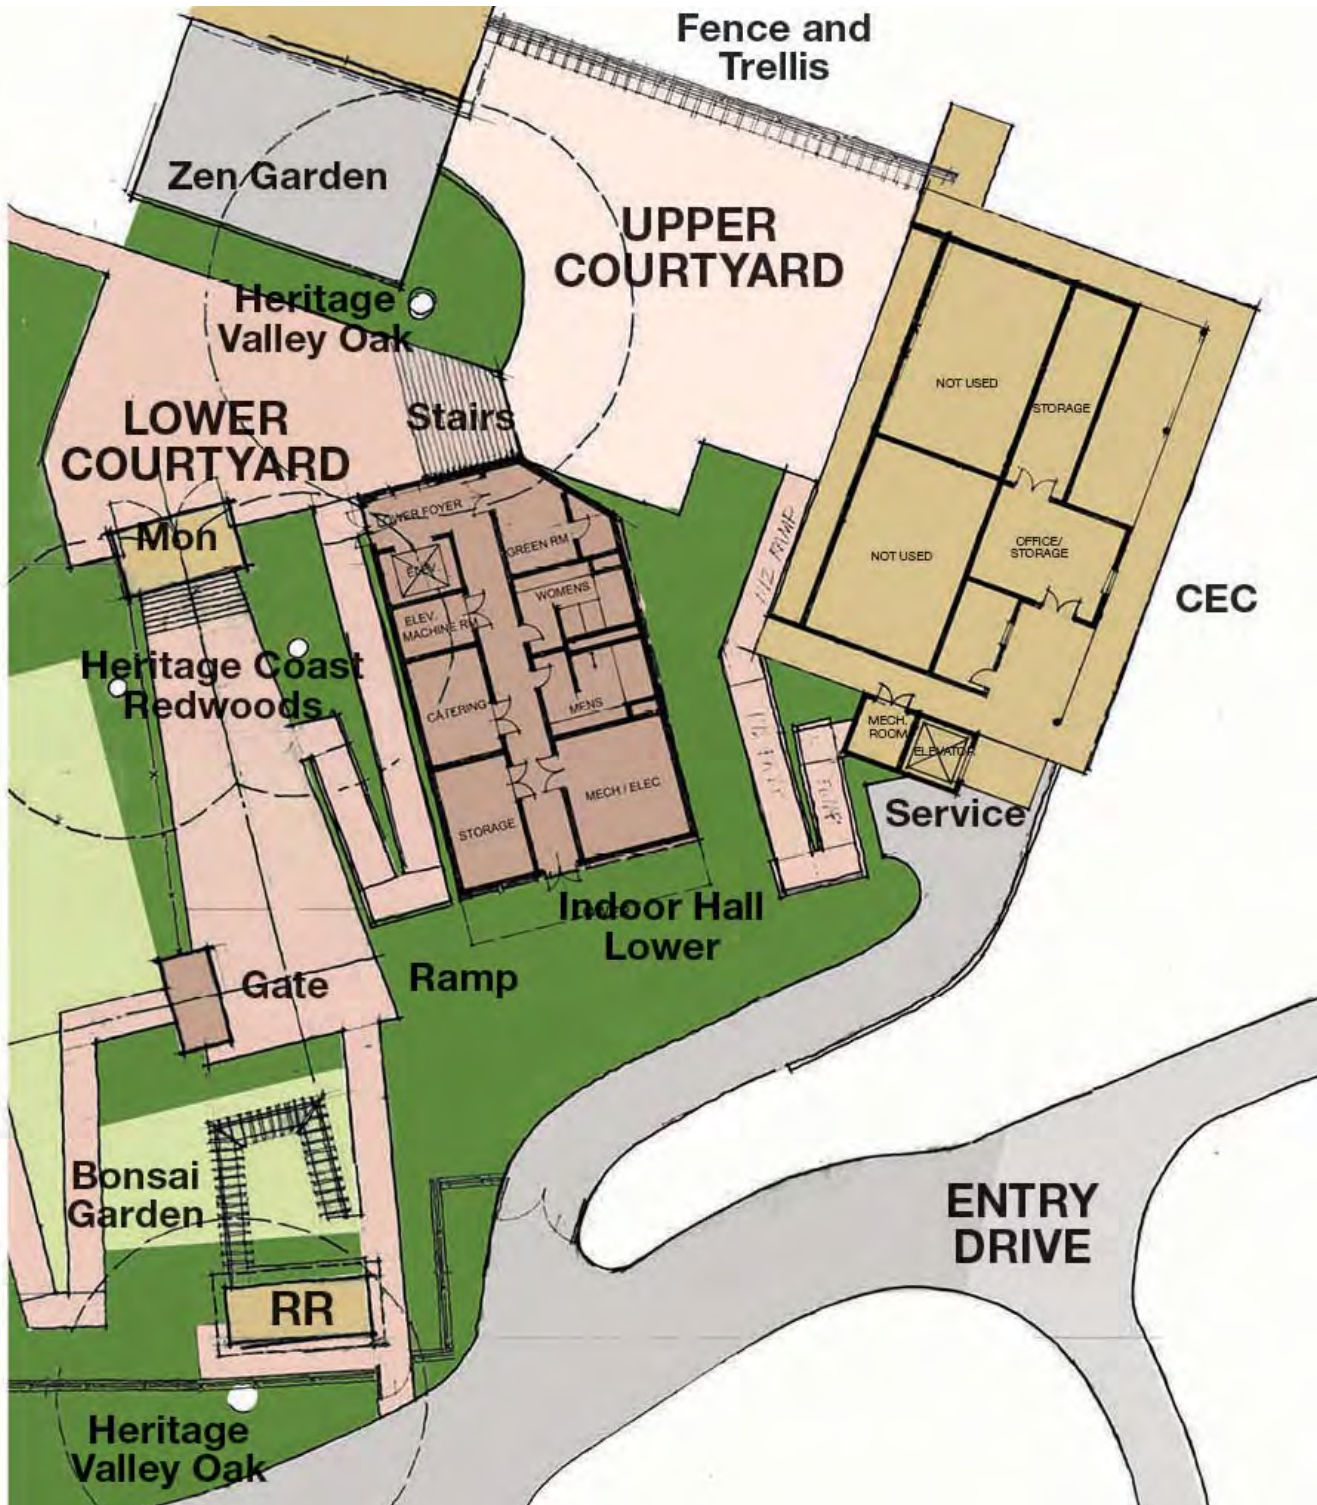 Fence and
Trellis
Zen Garden
UPPER
COURTYARD
Heritage
Valley Oak
NOT USED
STORAGE
LOWER
COURTYARD
Stairs
LOWER FOYER
Mon
GREEN RM
OFFICE/
STORAGE
NOT USED
ELEV.
WOMENS
CEC
ELEV.
MACHINE RM
Heritage Coast
Redwoods
CATERING
MENS
MECH.
ROOM
ELEVATOR
MECH / ELEC
STORAGE
Service
Indoor Hall
Lower
Gate
Ramp
Bonsai
Garden
ENTRY
DRIVE
RR
Heritage
Valley Oak